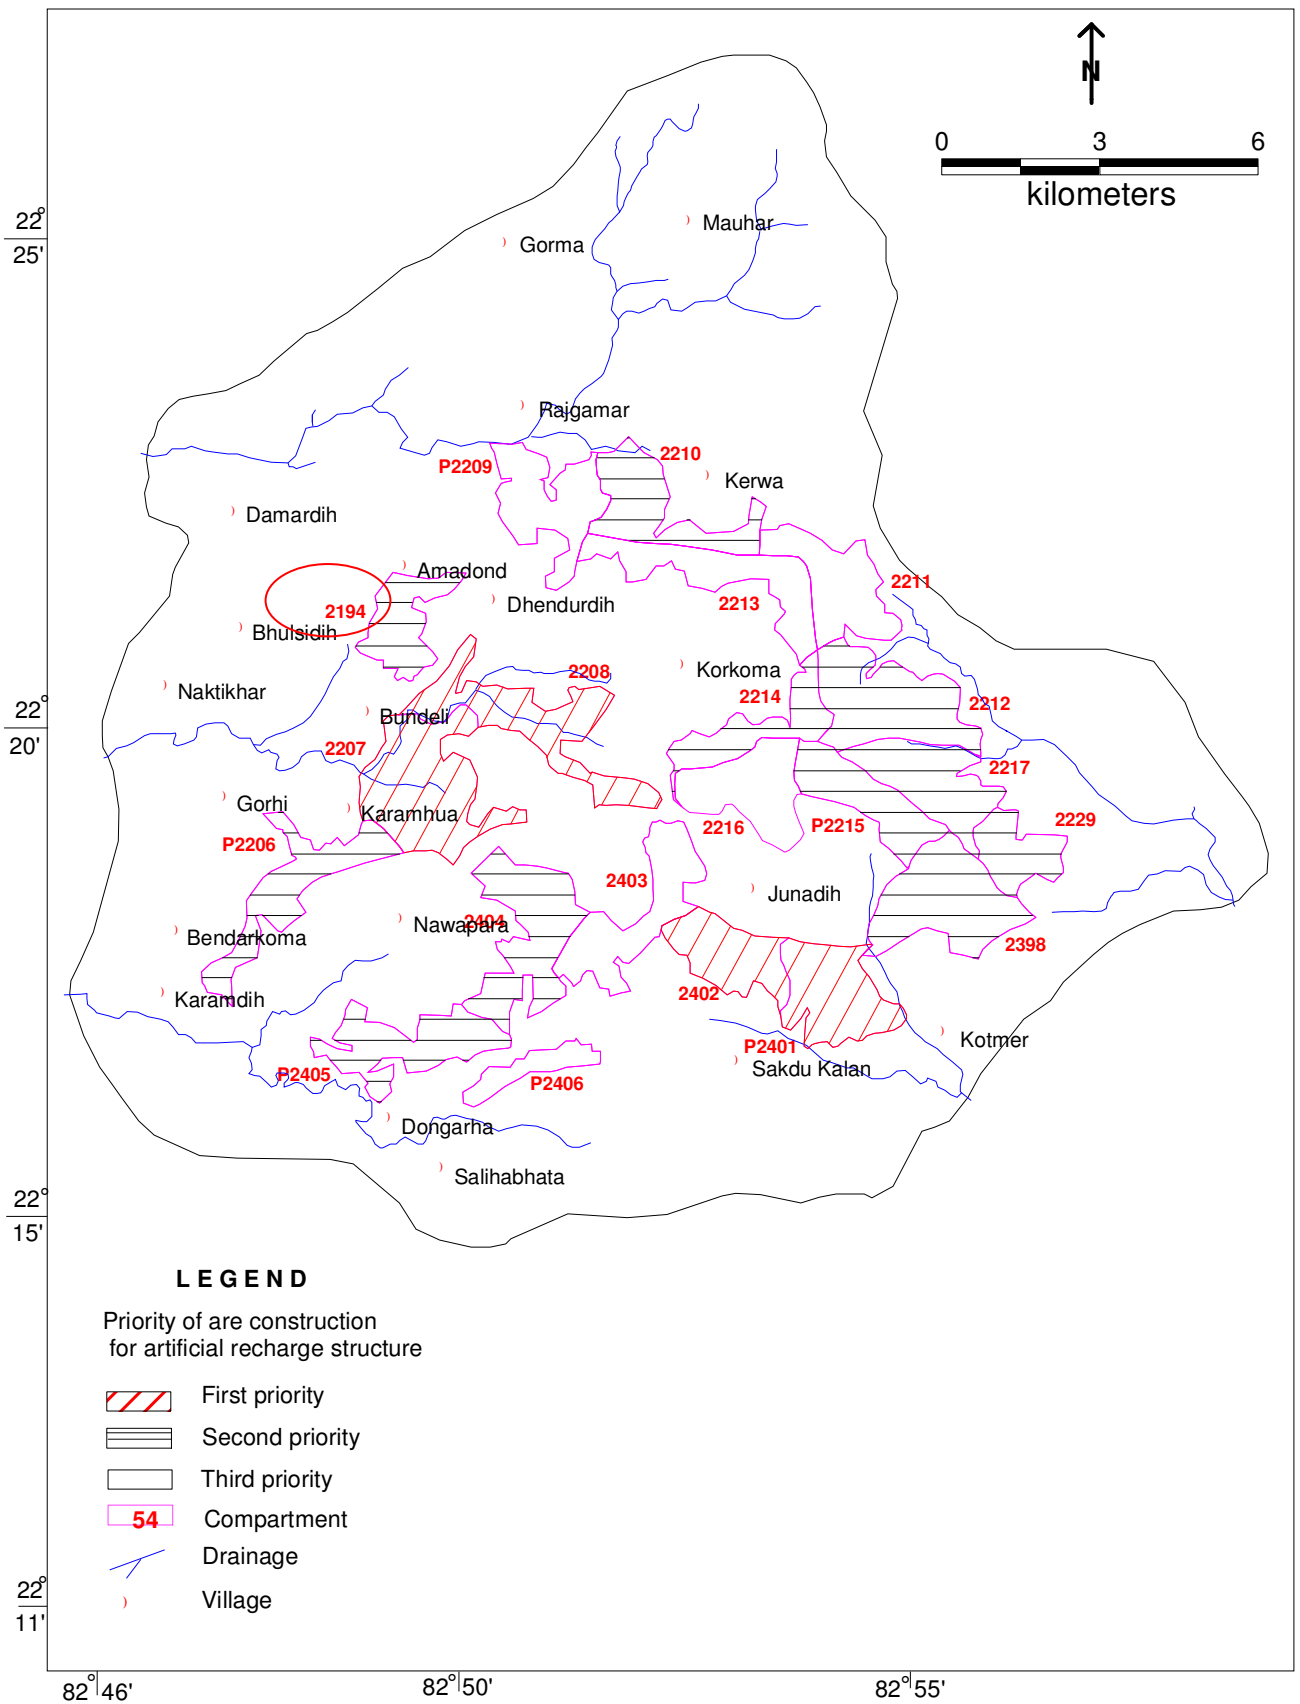 N
0 3 6
kilometers
22°
25'
Mauhar
Gorma
Rajgamar
2210
P2209
Kerwa
Damardih
Amadond
2211
Dhendurdih
2213
2194
Bhulsidih
Korkoma
2208
Naktikhar
2214
2212
22°
20'
Bundeli
2207
2217
Gorhi
Karamhua
2216
P2215
2229
P2206
2403
Junadih
Nawapara
2404
Bendarkoma
2398
Karamdih
2402
Kotmer
P2401
Sakdu Kalan
P2405
P2406
Dongarha
Salihabhata
22°
15'
LEGEND
Priority of are construction
for artificial recharge structure
First priority
Second priority
Third priority
54 Compartment
Drainage
Village
22°
11'
82°46' 82°50' 82°55'